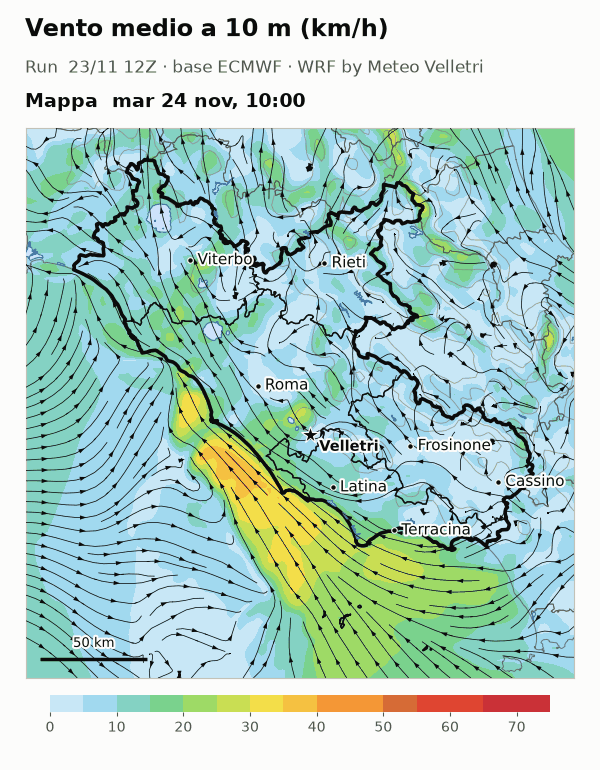 Vento medio a 10 m (km/h)
Run  23/11 12Z · base ECMWF · WRF by Meteo Velletri
Mappa  mar 24 nov, 10:00
Viterbo
Rieti
Roma
Velletri
Frosinone
Latina
Cassino
Terracina
50 km
0 10 20 30 40 50 60 70